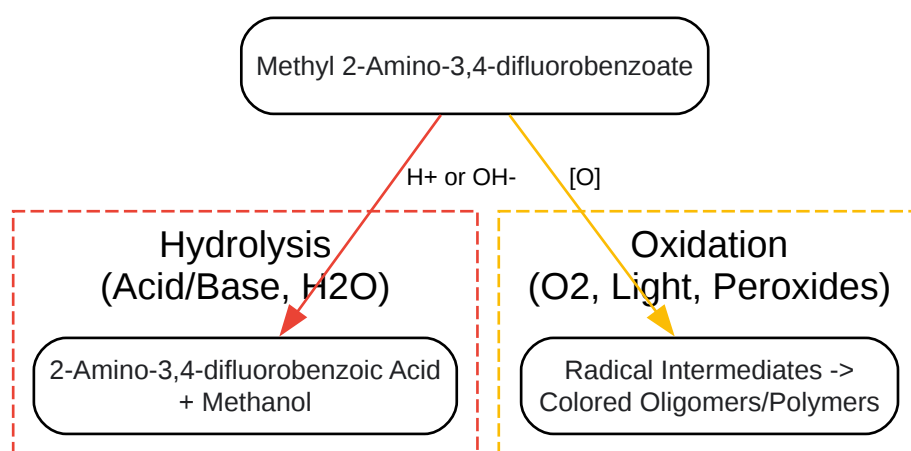 Methyl 2-Amino-3,4-difluorobenzoate
H+ or OH-
[O]
Hydrolysis
(Acid/Base, H2O)
Oxidation
(O2, Light, Peroxides)
2-Amino-3,4-difluorobenzoic Acid
+ Methanol
Radical Intermediates ->
Colored Oligomers/Polymers